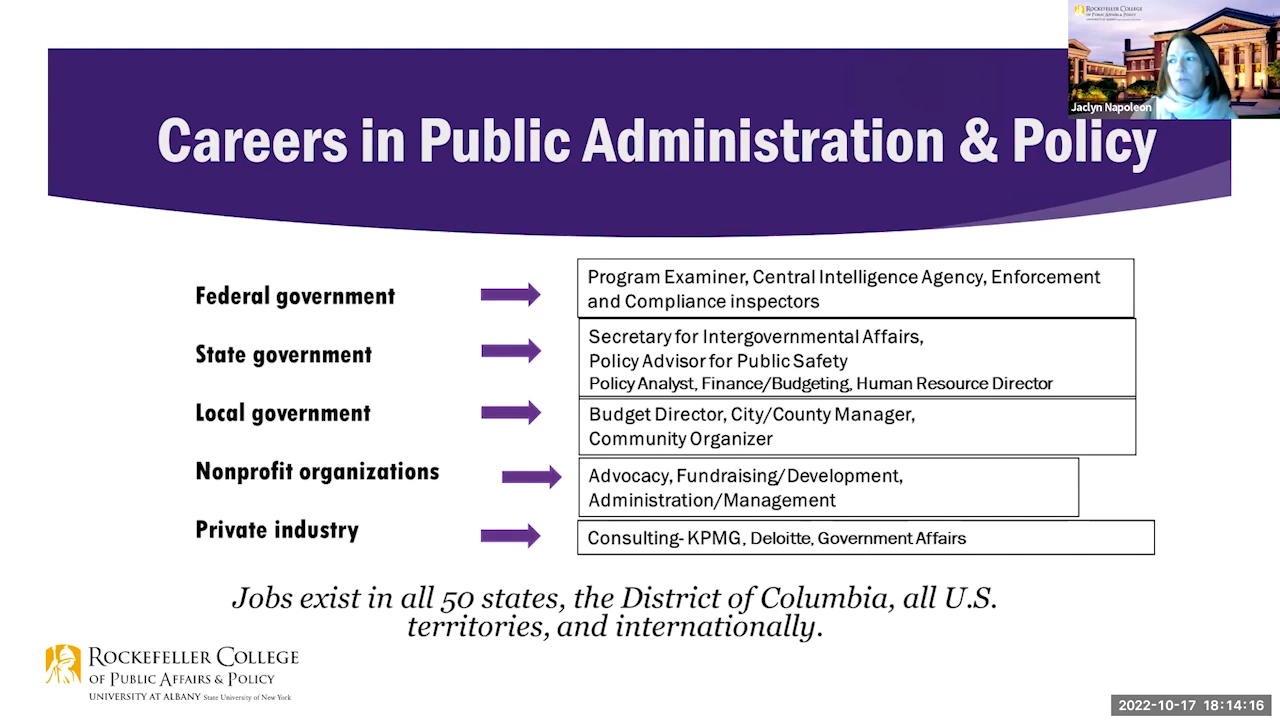 ROCKEFELLER COLLEGE
OF PUBLIC AFFAIRS & POLICY
Jaclyn Napoleon
Careers in Public Administration & Policy
Federal government
Program Examiner, Central Intelligence Agency, Enforcement
and Compliance inspectors
State government
Secretary for Intergovernmental Affairs,
Policy Advisor for Public Safety
Policy Analyst, Finance/Budgeting, Human Resource Director
Local government
Budget Director, City/County Manager,
Community Organizer
Nonprofit organizations
Advocacy, Fundraising/Development,
Administration/Management
Private industry
Consulting- KPMG, Deloitte, Government Affairs
Jobs exist in all 50 states, the District of Columbia, all U.S.
territories, and internationally.
ROCKEFELLER COLLEGE
OF PUBLIC AFFAIRS & POLICY
UNIVERSITY AT ALBANY State University of New York
2022-10-17 18:14:16